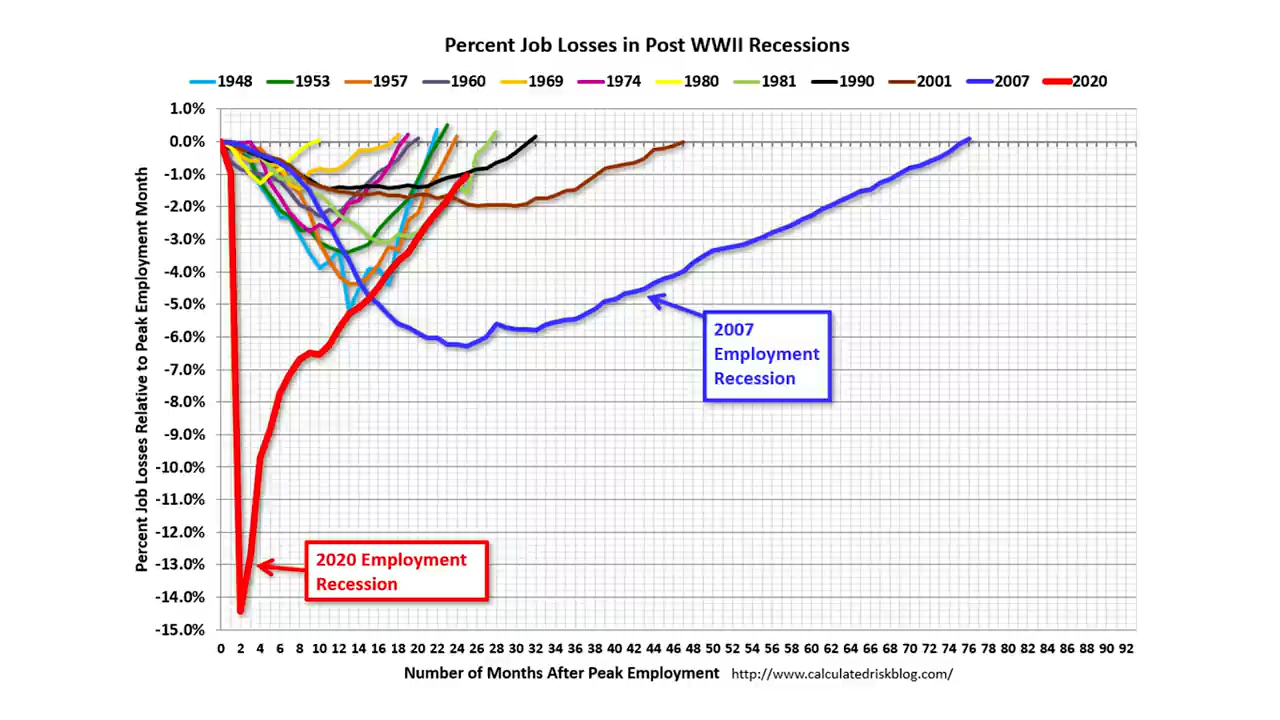 Percent Job Losses in Post WWII Recessions
1948 1953 1957 1960 1969 1974 1980 1981 1990 2001 2007 2020
Percent Job Losses Relative to Peak Employment Month
1.0%
0.0%
-1.0%
-2.0%
-3.0%
-4.0%
-5.0%
-6.0%
-7.0%
-8.0%
-9.0%
-10.0%
-11.0%
-12.0%
-13.0%
-14.0%
-15.0%
2007
Employment
Recession
2020 Employment
Recession
0 2 4 6 8 10 12 14 16 18 20 22 24 26 28 30 32 34 36 38 40 42 44 46 48 50 52 54 56 58 60 62 64 66 68 70 72 74 76 78 80 82 84 86 88 90 92
Number of Months After Peak Employment http://www.calculatedriskblog.com/